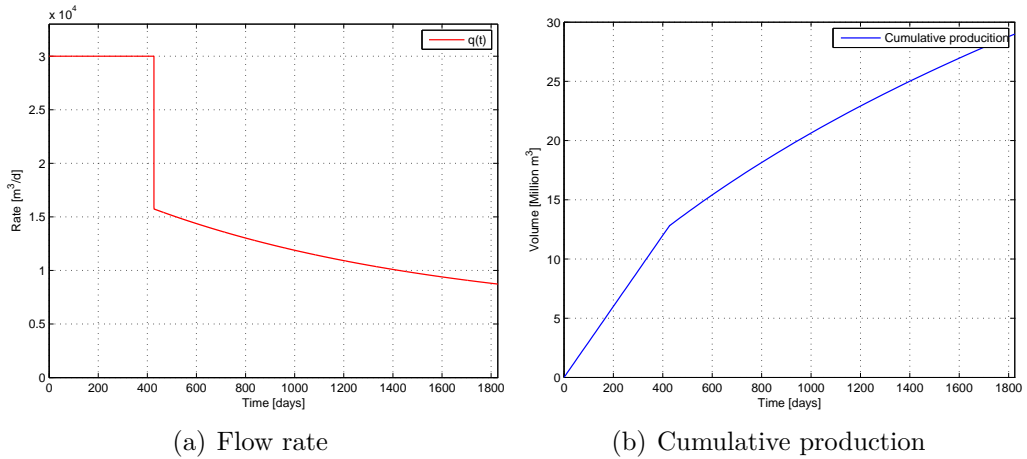 x 10^4
q(t)
3
2.5
2
1.5
1
0.5
0
Rate [m^3/d]
0 200 400 600 800 1000 1200 1400 1600 1800
Time [days]
(a) Flow rate
Cumulative producition
30
25
20
15
10
5
0
Volume [Million m^3]
0 200 400 600 800 1000 1200 1400 1600 1800
Time [days]
(b) Cumulative production